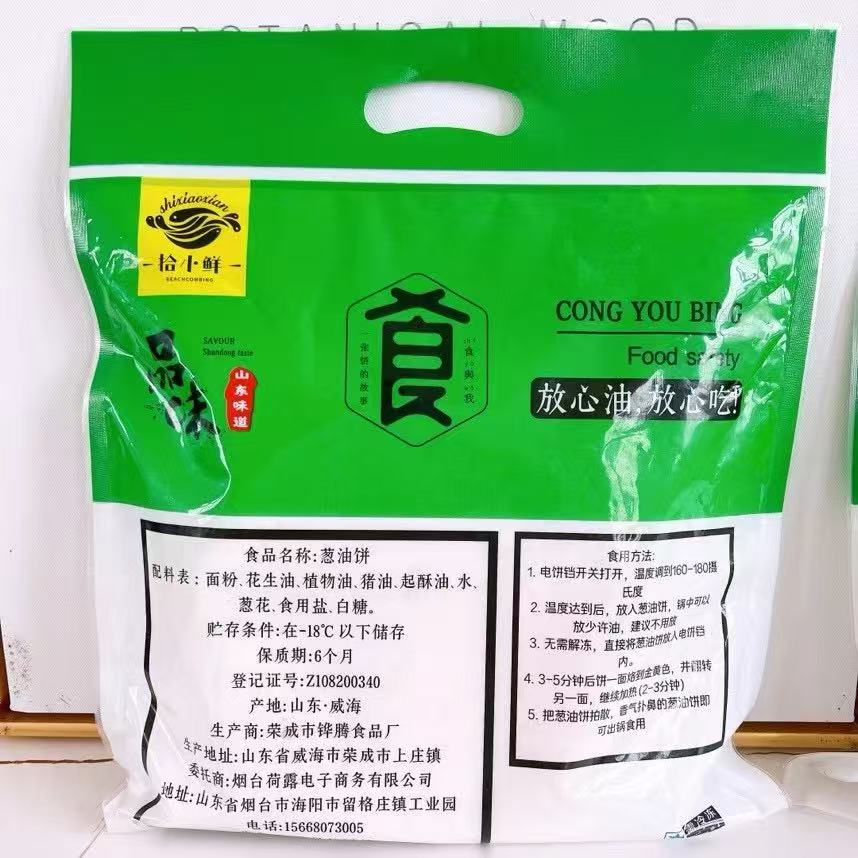 BOTANICAL MOOD
shixiaoxian
拾小鲜
BEACHCOMBING
品味
SAVOUR
Shandong taste
山东味道
食
一张饼的故事
食与我
CONG YOU BING
Food safety
放心油,放心吃!
食品名称:葱油饼
配料表:面粉、花生油、植物油、猪油、起酥油、水、
葱花、食用盐、白糖。
贮存条件:在-18℃以下储存
保质期:6个月
登记证号:Z108200340
产地:山东·威海
生产商:荣成市铧腾食品厂
生产地址:山东省威海市荣成市上庄镇
委托商:烟台荷露电子商务有限公司
地址:山东省烟台市海阳市留格庄镇工业园
电话:15668073005
食用方法:
1. 电饼铛开关打开,温度调到160-180摄
氏度
2. 温度达到后,放入葱油饼,锅中可以
放少许油,建议不用放
3. 无需解冻,直接将葱油饼放入电饼铛
内。
4. 3-5分钟后饼一面烙到金黄色,并翻转
另一面,继续加热(2-3分钟)
5. 把葱油饼拍散,香气扑鼻的葱油饼即
可出锅食用